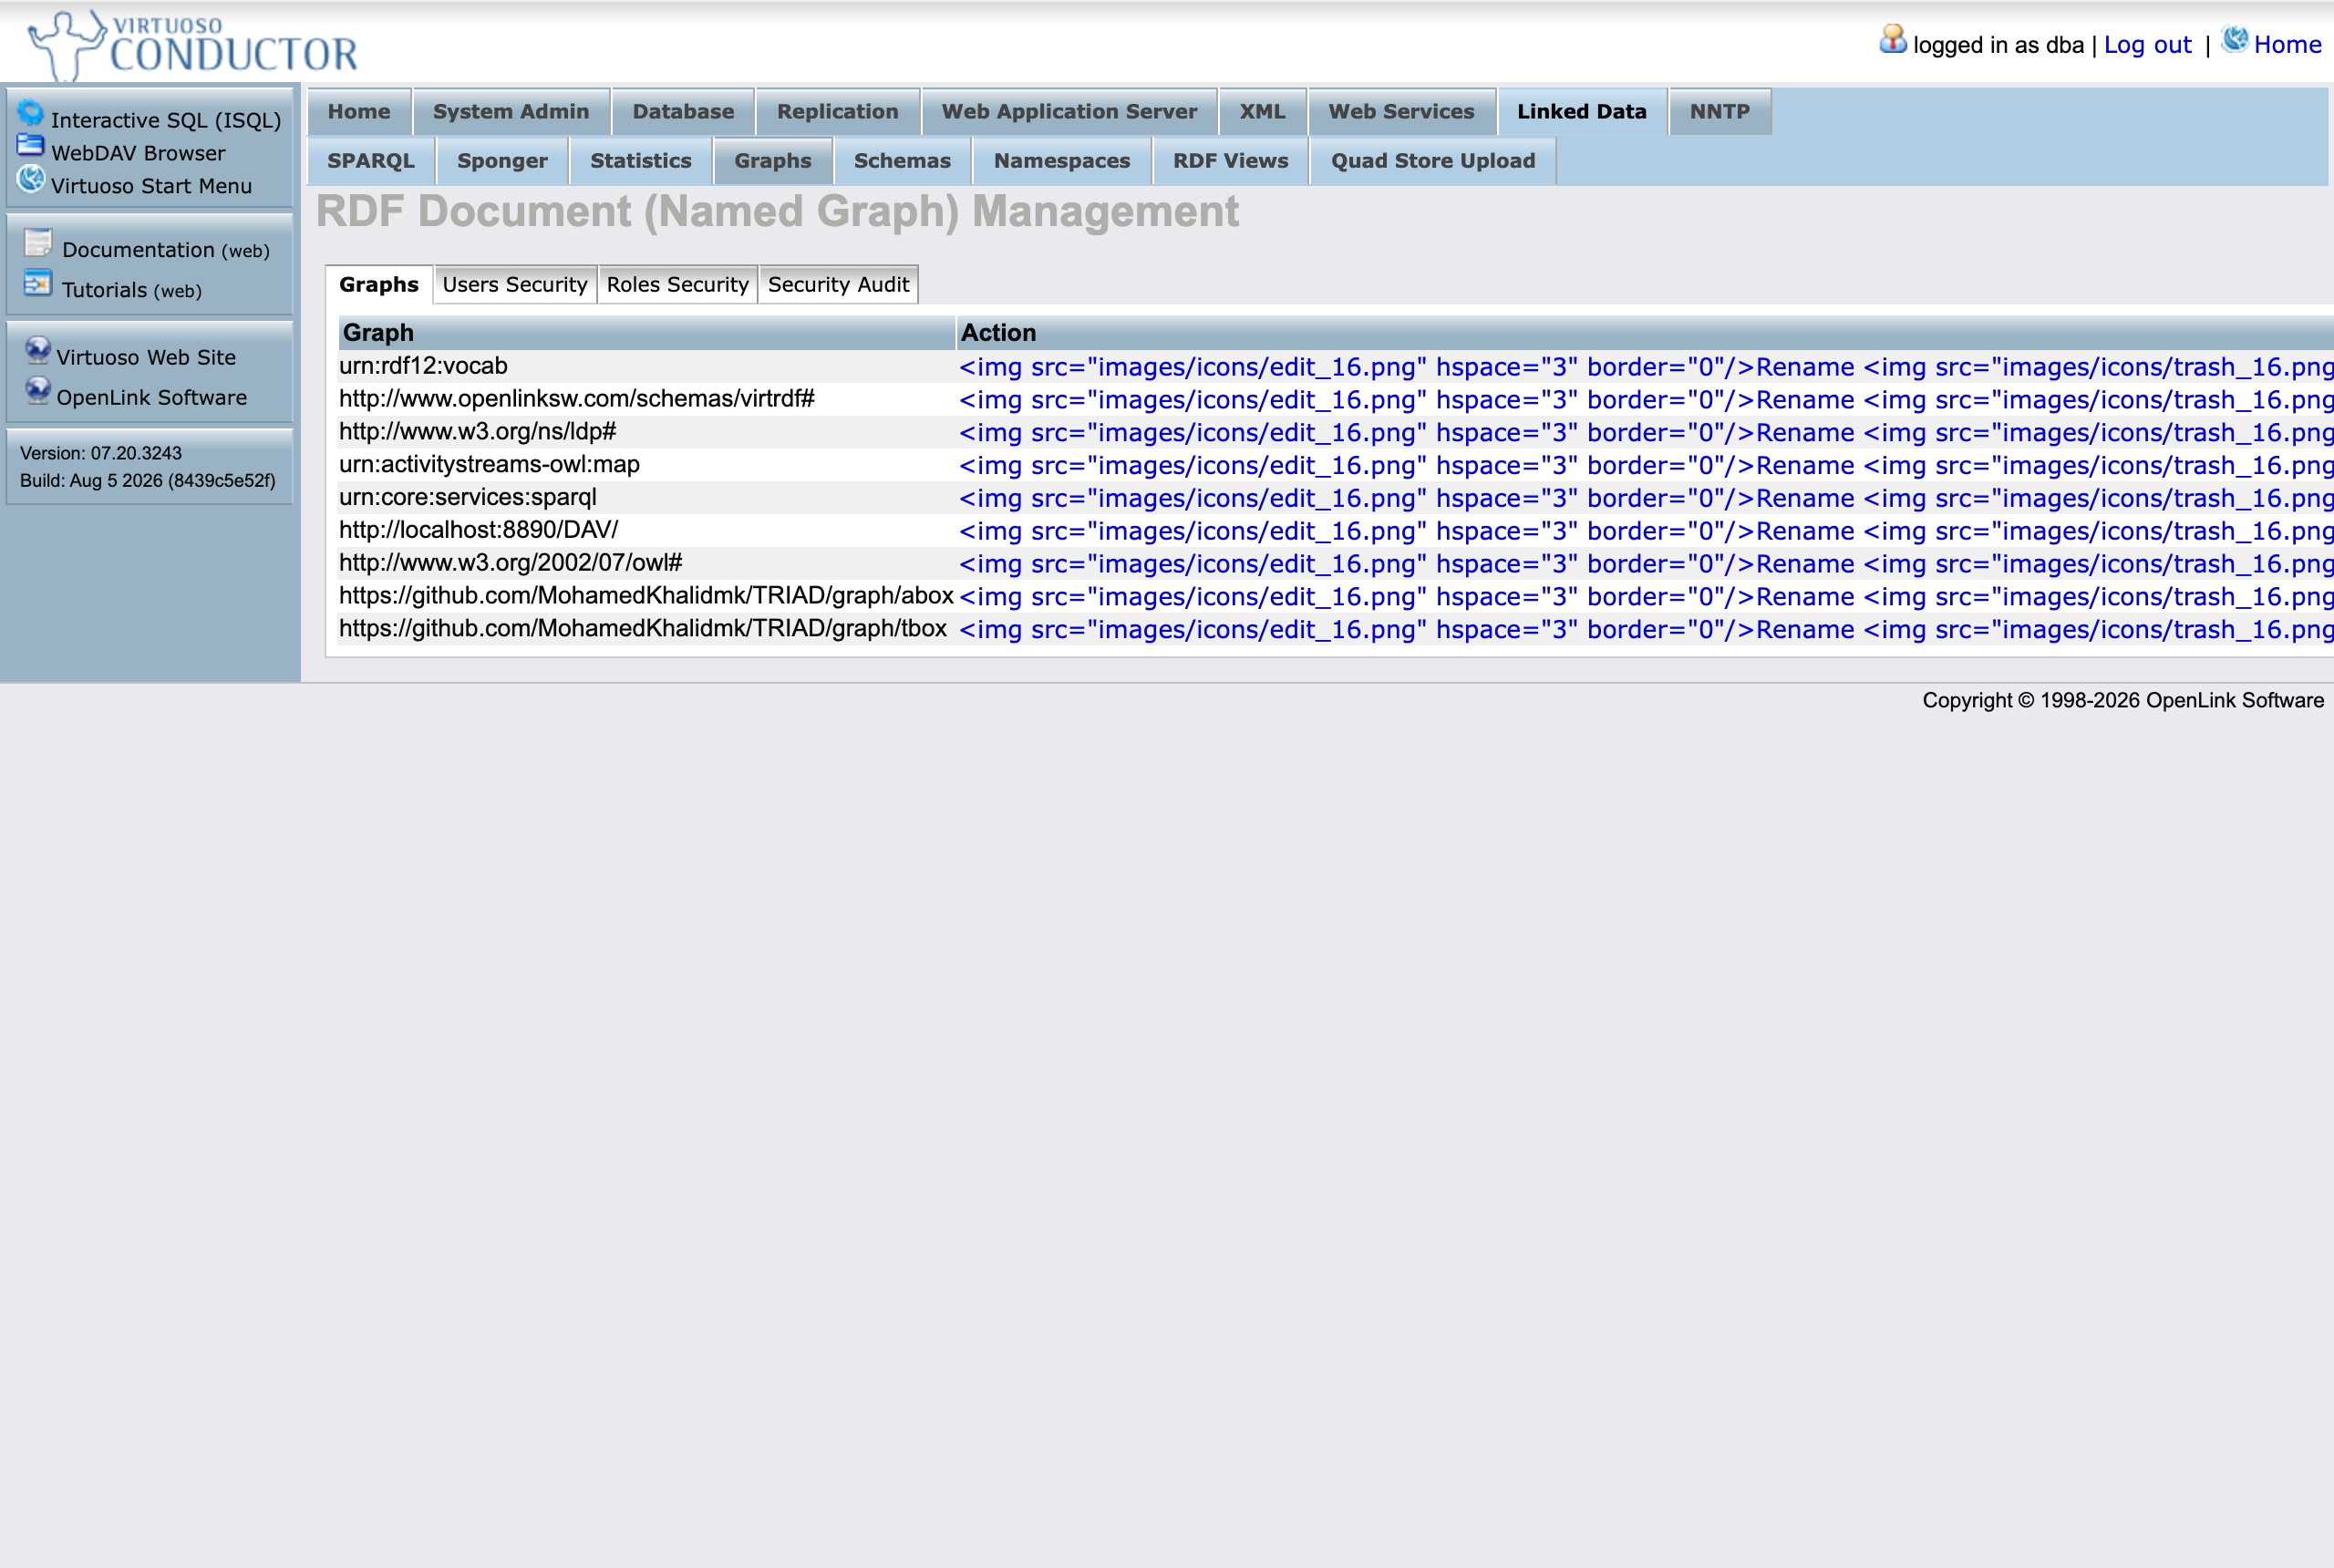 VIRTUOSO
CONDUCTOR
logged in as dba | Log out | Home
Interactive SQL (ISQL)
WebDAV Browser
Virtuoso Start Menu
Documentation (web)
Tutorials (web)
Virtuoso Web Site
OpenLink Software
Version: 07.20.3243
Build: Aug 5 2026 (8439c5e52f)
Home System Admin Database Replication Web Application Server XML Web Services Linked Data NNTP
SPARQL Sponger Statistics Graphs Schemas Namespaces RDF Views Quad Store Upload
RDF Document (Named Graph) Management
Graphs Users Security Roles Security Security Audit
Graph Action
urn:rdf12:vocab <img src="images/icons/edit_16.png" hspace="3" border="0"/>Rename <img src="images/icons/trash_16.png
http://www.openlinksw.com/schemas/virtrdf# <img src="images/icons/edit_16.png" hspace="3" border="0"/>Rename <img src="images/icons/trash_16.png
http://www.w3.org/ns/ldp# <img src="images/icons/edit_16.png" hspace="3" border="0"/>Rename <img src="images/icons/trash_16.png
urn:activitystreams-owl:map <img src="images/icons/edit_16.png" hspace="3" border="0"/>Rename <img src="images/icons/trash_16.png
urn:core:services:sparql <img src="images/icons/edit_16.png" hspace="3" border="0"/>Rename <img src="images/icons/trash_16.png
http://localhost:8890/DAV/ <img src="images/icons/edit_16.png" hspace="3" border="0"/>Rename <img src="images/icons/trash_16.png
http://www.w3.org/2002/07/owl# <img src="images/icons/edit_16.png" hspace="3" border="0"/>Rename <img src="images/icons/trash_16.png
https://github.com/MohamedKhalidmk/TRIAD/graph/abox <img src="images/icons/edit_16.png" hspace="3" border="0"/>Rename <img src="images/icons/trash_16.png
https://github.com/MohamedKhalidmk/TRIAD/graph/tbox <img src="images/icons/edit_16.png" hspace="3" border="0"/>Rename <img src="images/icons/trash_16.png
Copyright © 1998-2026 OpenLink Software